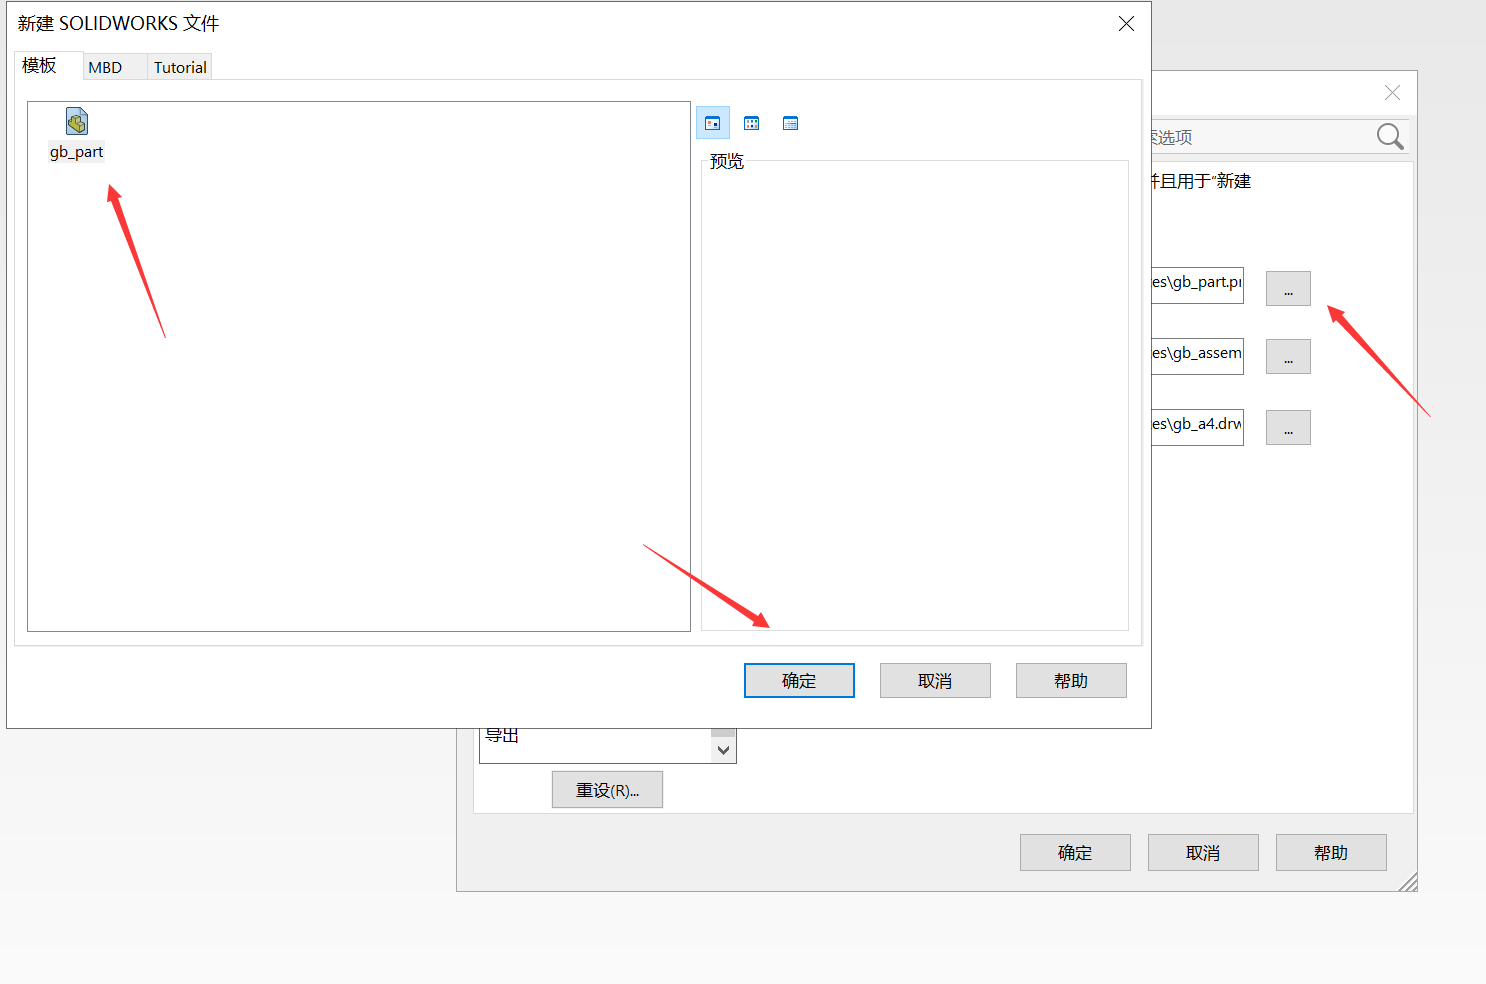 新建 SOLIDWORKS 文件
模板
MBD
Tutorial
gb_part
预览
确定
取消
帮助
索选项
并且用于“新建
es\gb_part.pr
...
es\gb_assem
...
es\gb_a4.drw
...
导出
重设(R)...
确定
取消
帮助